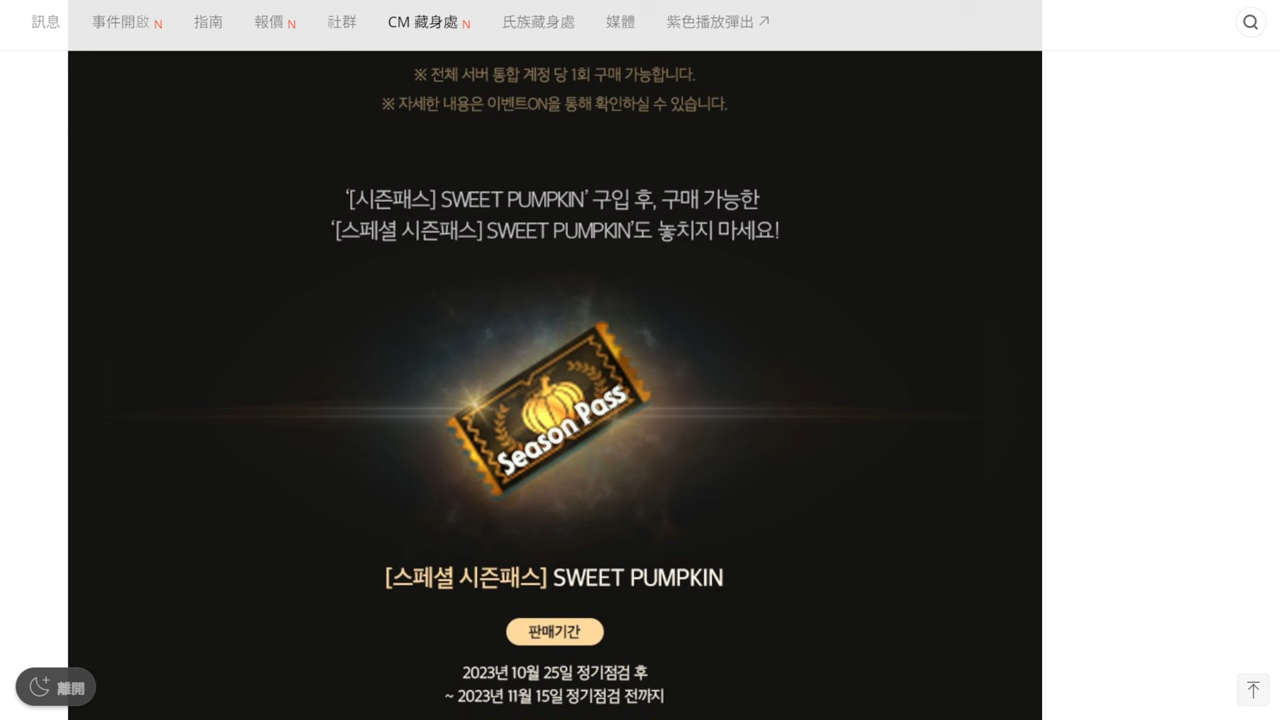 訊息 事件開啟 N 指南 報價 N 社群 CM 藏身處 N 氏族藏身處 媒體 紫色播放彈出
※ 전체 서버 통합 계정 당 1회 구매 가능합니다.
※ 자세한 내용은 이벤트ON을 통해 확인하실 수 있습니다.
‘[시즌패스] SWEET PUMPKIN’ 구입 후, 구매 가능한
‘[스페셜 시즌패스] SWEET PUMPKIN’도 놓치지 마세요!
Season Pass
[스페셜 시즌패스] SWEET PUMPKIN
판매기간
2023년 10월 25일 정기점검 후
~ 2023년 11월 15일 정기점검 전까지
離開